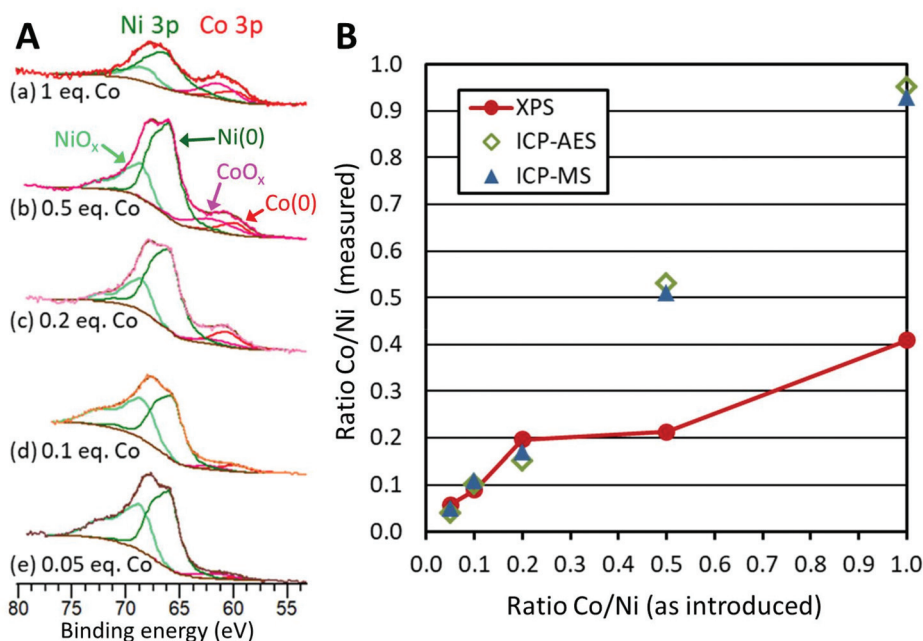 A
Ni 3p Co 3p
(a) 1 eq. Co
NiOₓ
Ni(0)
CoOₓ
Co(0)
(b) 0.5 eq. Co
(c) 0.2 eq. Co
(d) 0.1 eq. Co
(e) 0.05 eq. Co
80 75 70 65 60 55
Binding energy (eV)
B
1.0
0.9
0.8
0.7
0.6
0.5
0.4
0.3
0.2
0.1
0.0
Ratio Co/Ni (measured)
XPS
ICP-AES
ICP-MS
0.0 0.1 0.2 0.3 0.4 0.5 0.6 0.7 0.8 0.9 1.0
Ratio Co/Ni (as introduced)